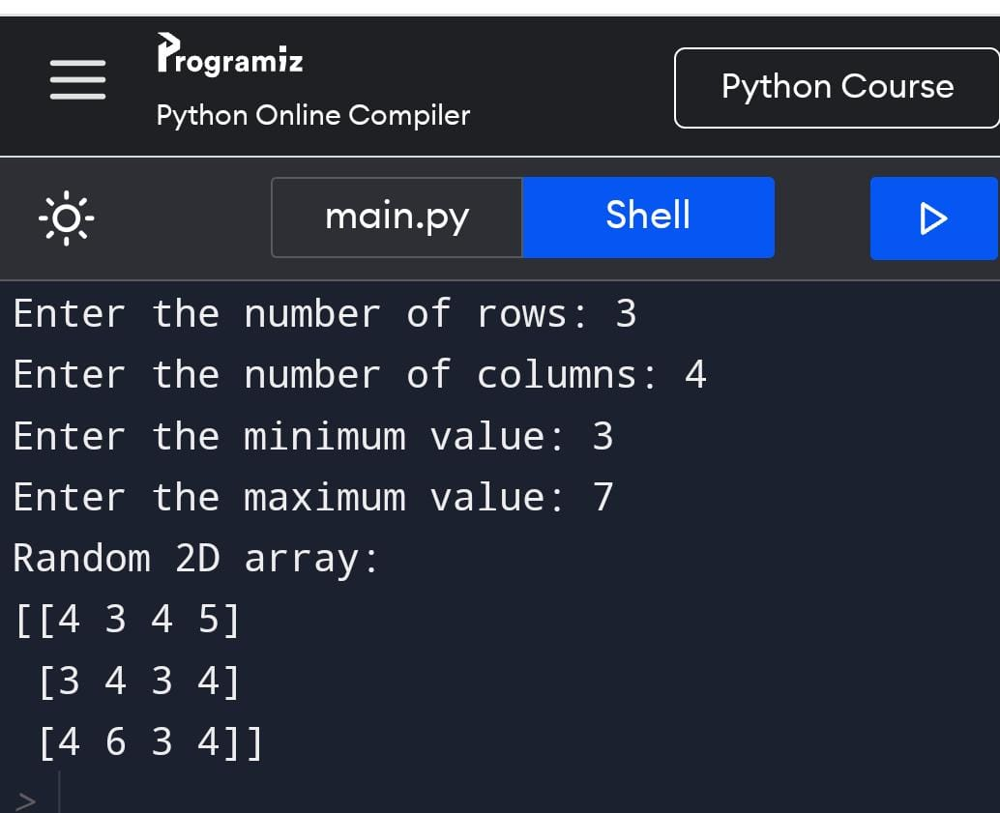 Programiz
Python Online Compiler
Python Course
main.py
Shell
Enter the number of rows: 3
Enter the number of columns: 4
Enter the minimum value: 3
Enter the maximum value: 7
Random 2D array:
[[4 3 4 5]
 [3 4 3 4]
 [4 6 3 4]]
>